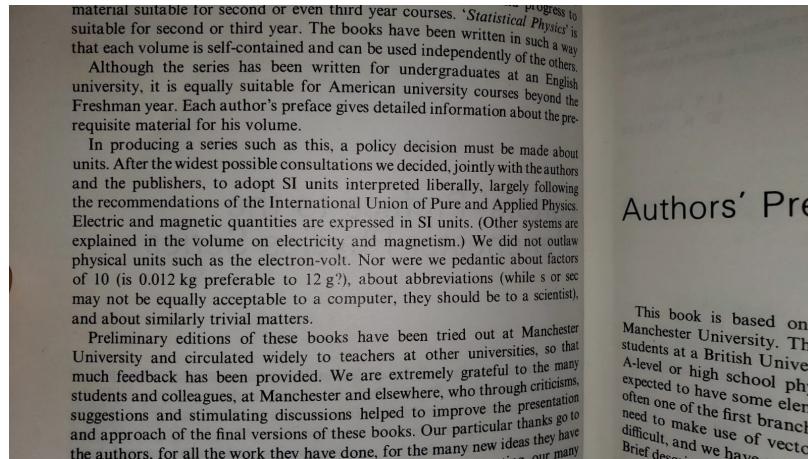 material suitable for second or even third year courses. 'Statistical Physics' is
suitable for second or third year. The books have been written in such a way
that each volume is self-contained and can be used independently of the others.
Although the series has been written for undergraduates at an English
university, it is equally suitable for American university courses beyond the
Freshman year. Each author's preface gives detailed information about the pre-
requisite material for his volume.
In producing a series such as this, a policy decision must be made about
units. After the widest possible consultations we decided, jointly with the authors
and the publishers, to adopt SI units interpreted liberally, largely following
the recommendations of the International Union of Pure and Applied Physics.
Electric and magnetic quantities are expressed in SI units. (Other systems are
explained in the volume on electricity and magnetism.) We did not outlaw
physical units such as the electron-volt. Nor were we pedantic about factors
of 10 (is 0.012 kg preferable to 12 g?), about abbreviations (while s or sec
may not be equally acceptable to a computer, they should be to a scientist),
and about similarly trivial matters.
Preliminary editions of these books have been tried out at Manchester
University and circulated widely to teachers at other universities, so that
much feedback has been provided. We are extremely grateful to the many
students and colleagues, at Manchester and elsewhere, who through criticisms,
suggestions and stimulating discussions helped to improve the presentation
and approach of the final versions of these books. Our particular thanks go to
the authors, for all the work they have done, for the many new ideas they have
our many
Authors' Pre
This book is based on
Manchester University. Th
students at a British Unive
A-level or high school phy
expected to have some elem
often one of the first branch
need to make use of vecto
difficult, and we have
Brief